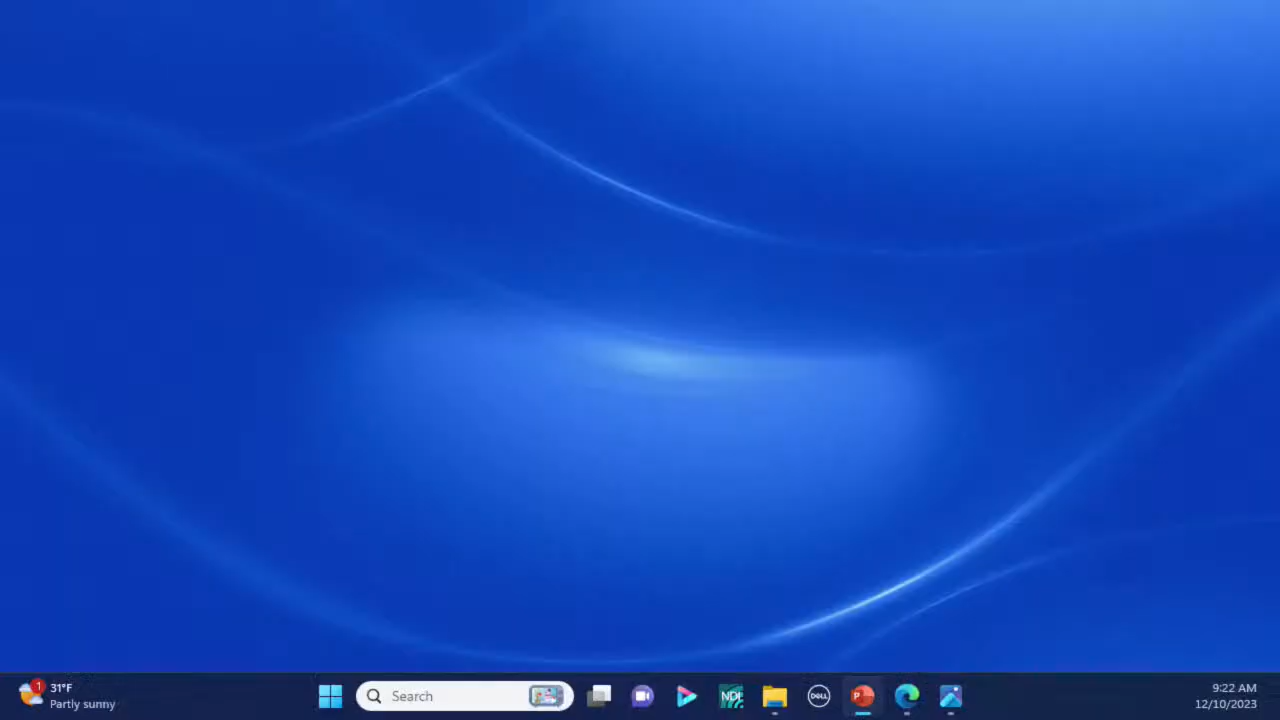 1
31°F
Partly sunny
Search
NDI
DELL
P
9:22 AM
12/10/2023